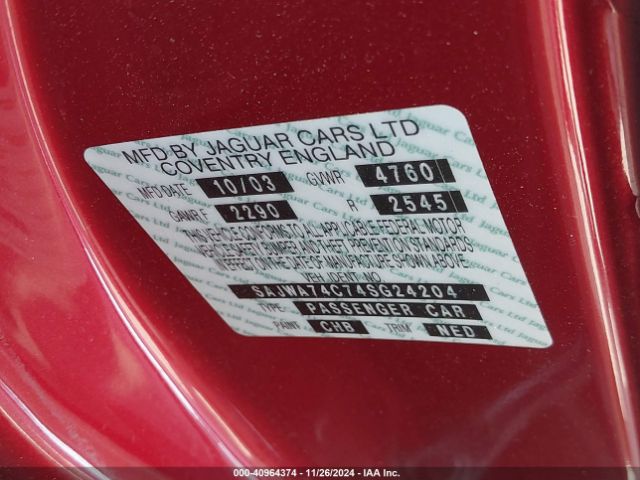 MFD BY JAGUAR CARS LTD
COVENTRY ENGLAND
MFD DATE 10/03 GVWR 4760
GAWR.F 2290 R 2545
THIS VEHICLE CONFORMS TO ALL APPLICABLE FEDERAL MOTOR
VEHICLE SAFETY, BUMPER, AND THEFT PREVENTION STANDARDS
IN EFFECT ON THE DATE OF MANUFACTURE SHOWN ABOVE
VEH IDENT NO
SAJWA74C74SG24204
TYPE PASSENGER CAR
PAINT CHB TRIM NED
000-40964374 - 11/26/2024 - IAA Inc.